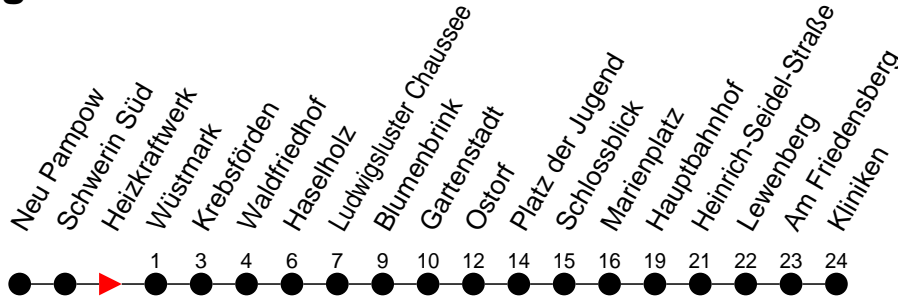 Neu Pampow
Schwerin Süd
Heizkraftwerk
Wüstmark
Krebsförden
Waldfriedhof
Haselholz
Ludwigsluster Chaussee
Blumenbrink
Gartenstadt
Ostorf
Platz der Jugend
Schlossblick
Marienplatz
Hauptbahnhof
Heinrich-Seidel-Straße
Lewenberg
Am Friedensberg
Kliniken
1 3 4 6 7 9 10 12 14 15 16 19 21 22 23 24